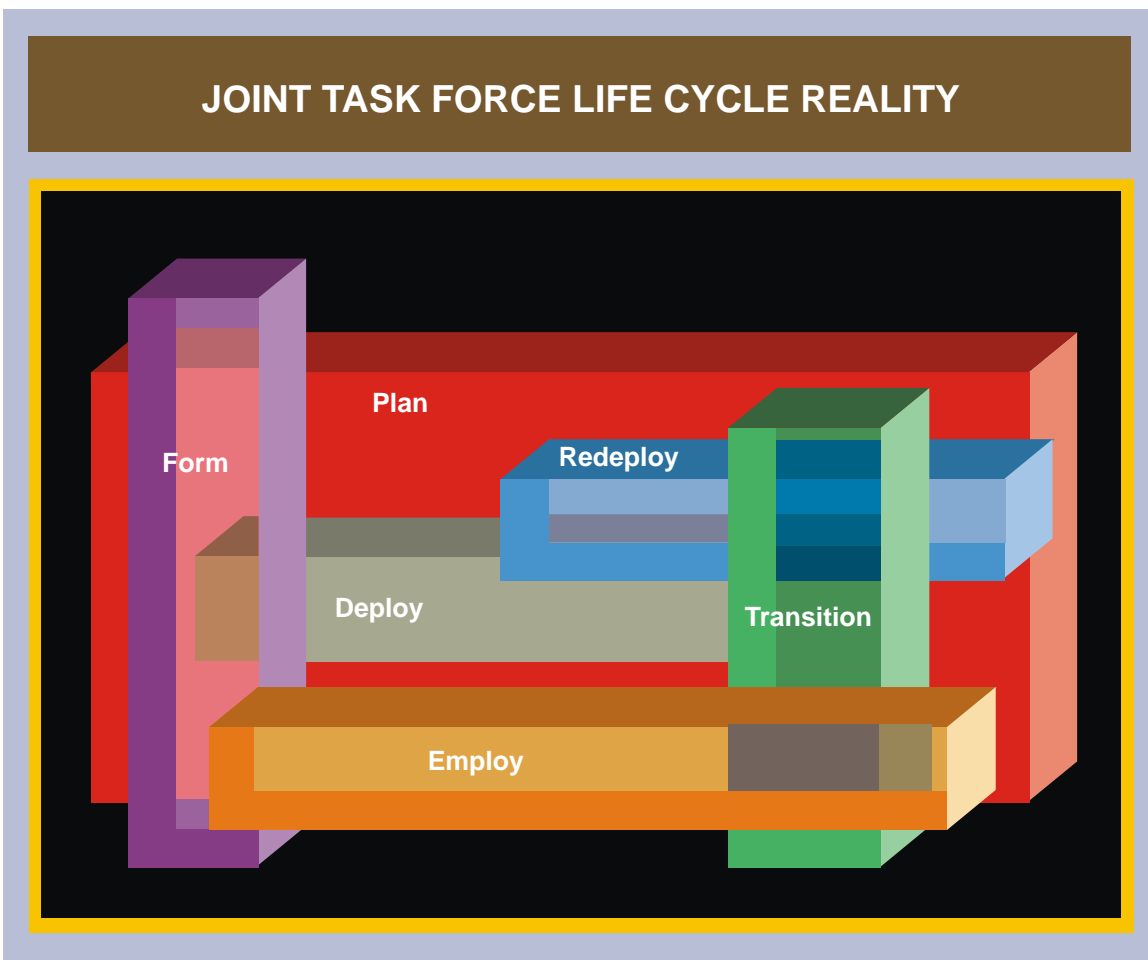 JOINT TASK FORCE LIFE CYCLE REALITY
Plan
Form
Redeploy
Deploy
Transition
Employ